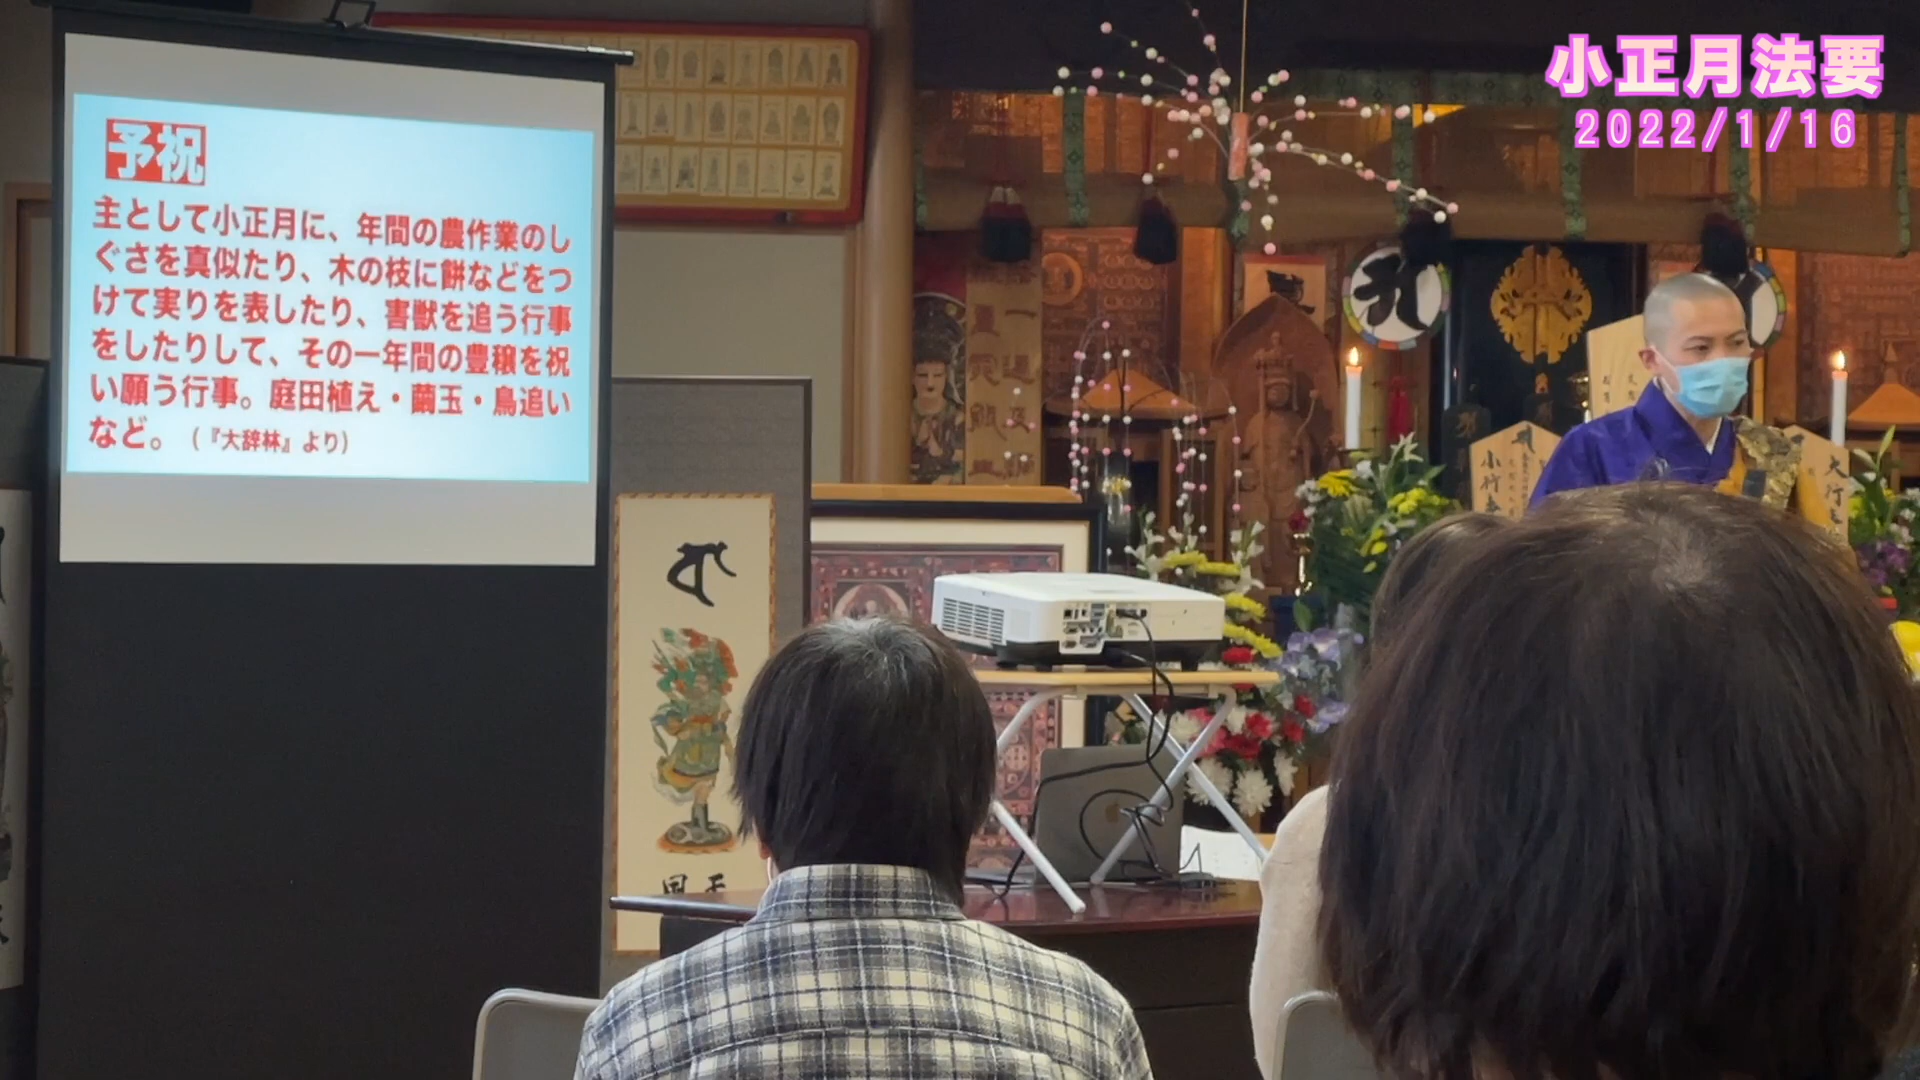 小正月法要
2022/1/16
予祝
主として小正月に、年間の農作業のし
ぐさを真似たり、木の枝に餅などをつ
けて実りを表したり、害獣を追う行事
をしたりして、その一年間の豊穣を祝
い願う行事。庭田植え・繭玉・鳥追い
など。(『大辞林』より)